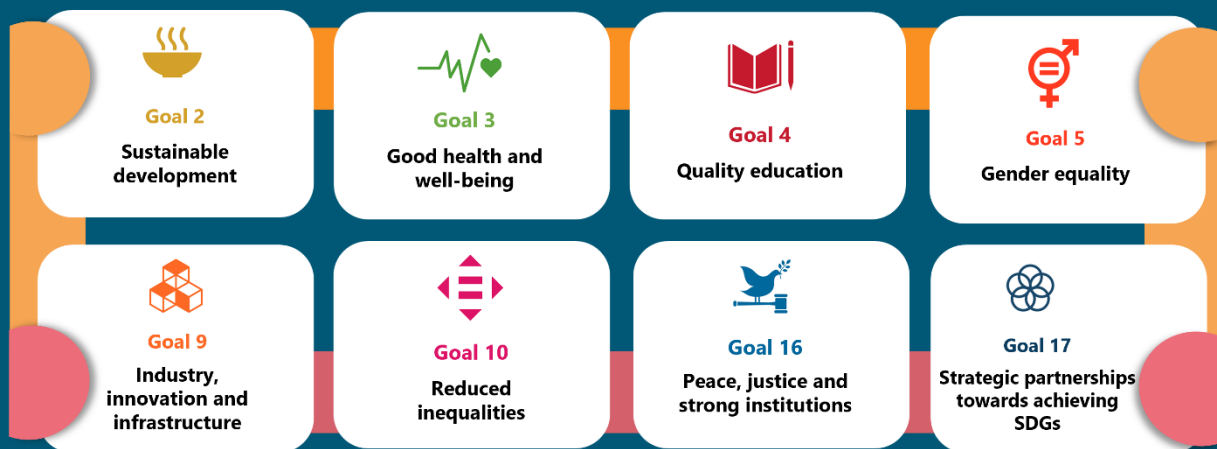 Goal 2
Sustainable
development
Goal 3
Good health and
well-being
Goal 4
Quality education
Goal 5
Gender equality
Goal 9
Industry,
innovation and
infrastructure
Goal 10
Reduced
inequalities
Goal 16
Peace, justice and
strong institutions
Goal 17
Strategic partnerships
towards achieving
SDGs